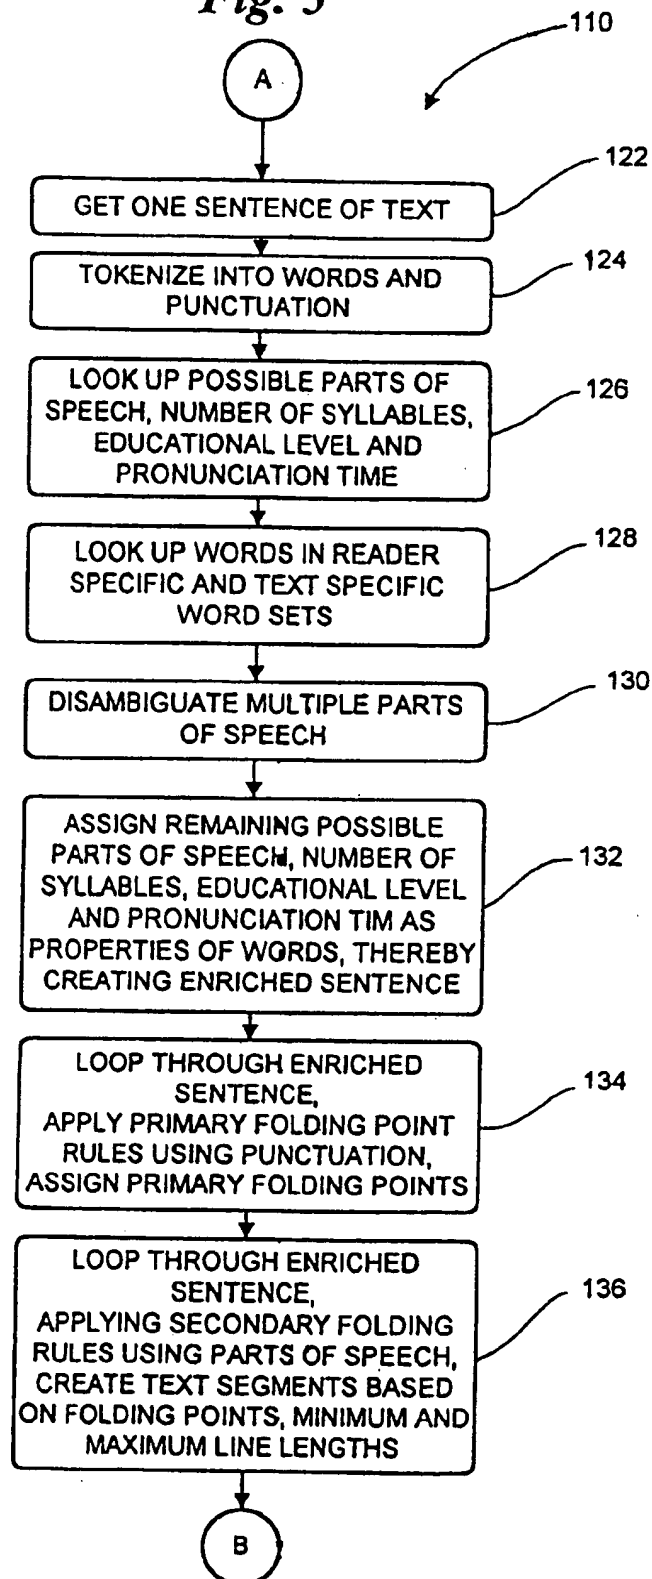 Fig. 5
110
A
122
GET ONE SENTENCE OF TEXT
124
TOKENIZE INTO WORDS AND
PUNCTUATION
126
LOOK UP POSSIBLE PARTS OF
SPEECH, NUMBER OF SYLLABLES,
EDUCATIONAL LEVEL AND
PRONUNCIATION TIME
128
LOOK UP WORDS IN READER
SPECIFIC AND TEXT SPECIFIC
WORD SETS
130
DISAMBIGUATE MULTIPLE PARTS
OF SPEECH
132
ASSIGN REMAINING POSSIBLE
PARTS OF SPEECH, NUMBER OF
SYLLABLES, EDUCATIONAL LEVEL
AND PRONUNCIATION TIM AS
PROPERTIES OF WORDS, THEREBY
CREATING ENRICHED SENTENCE
134
LOOP THROUGH ENRICHED
SENTENCE,
APPLY PRIMARY FOLDING POINT
RULES USING PUNCTUATION,
ASSIGN PRIMARY FOLDING POINTS
136
LOOP THROUGH ENRICHED
SENTENCE,
APPLYING SECONDARY FOLDING
RULES USING PARTS OF SPEECH,
CREATE TEXT SEGMENTS BASED
ON FOLDING POINTS, MINIMUM AND
MAXIMUM LINE LENGTHS
B